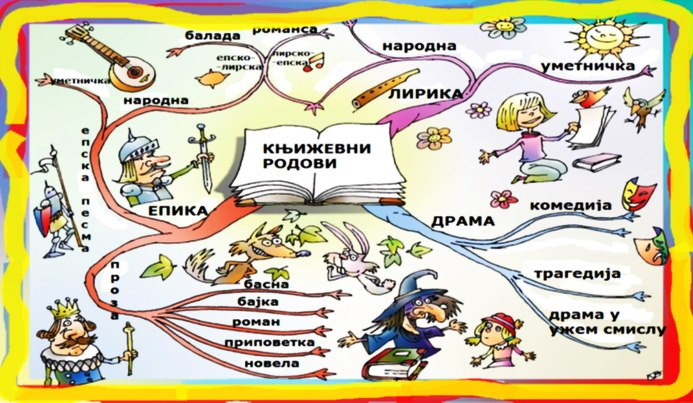 КЊИЖЕВНИ
РОДОВИ
ЛИРИКА
народна
уметничка
романса
балада
епско-
-лирска
лирско-
-епска
ЕПИКА
епска песма
народна
уметничка
проза
басна
бајка
роман
приповетка
новела
ДРАМА
комедија
трагедија
драма у
ужем смислу